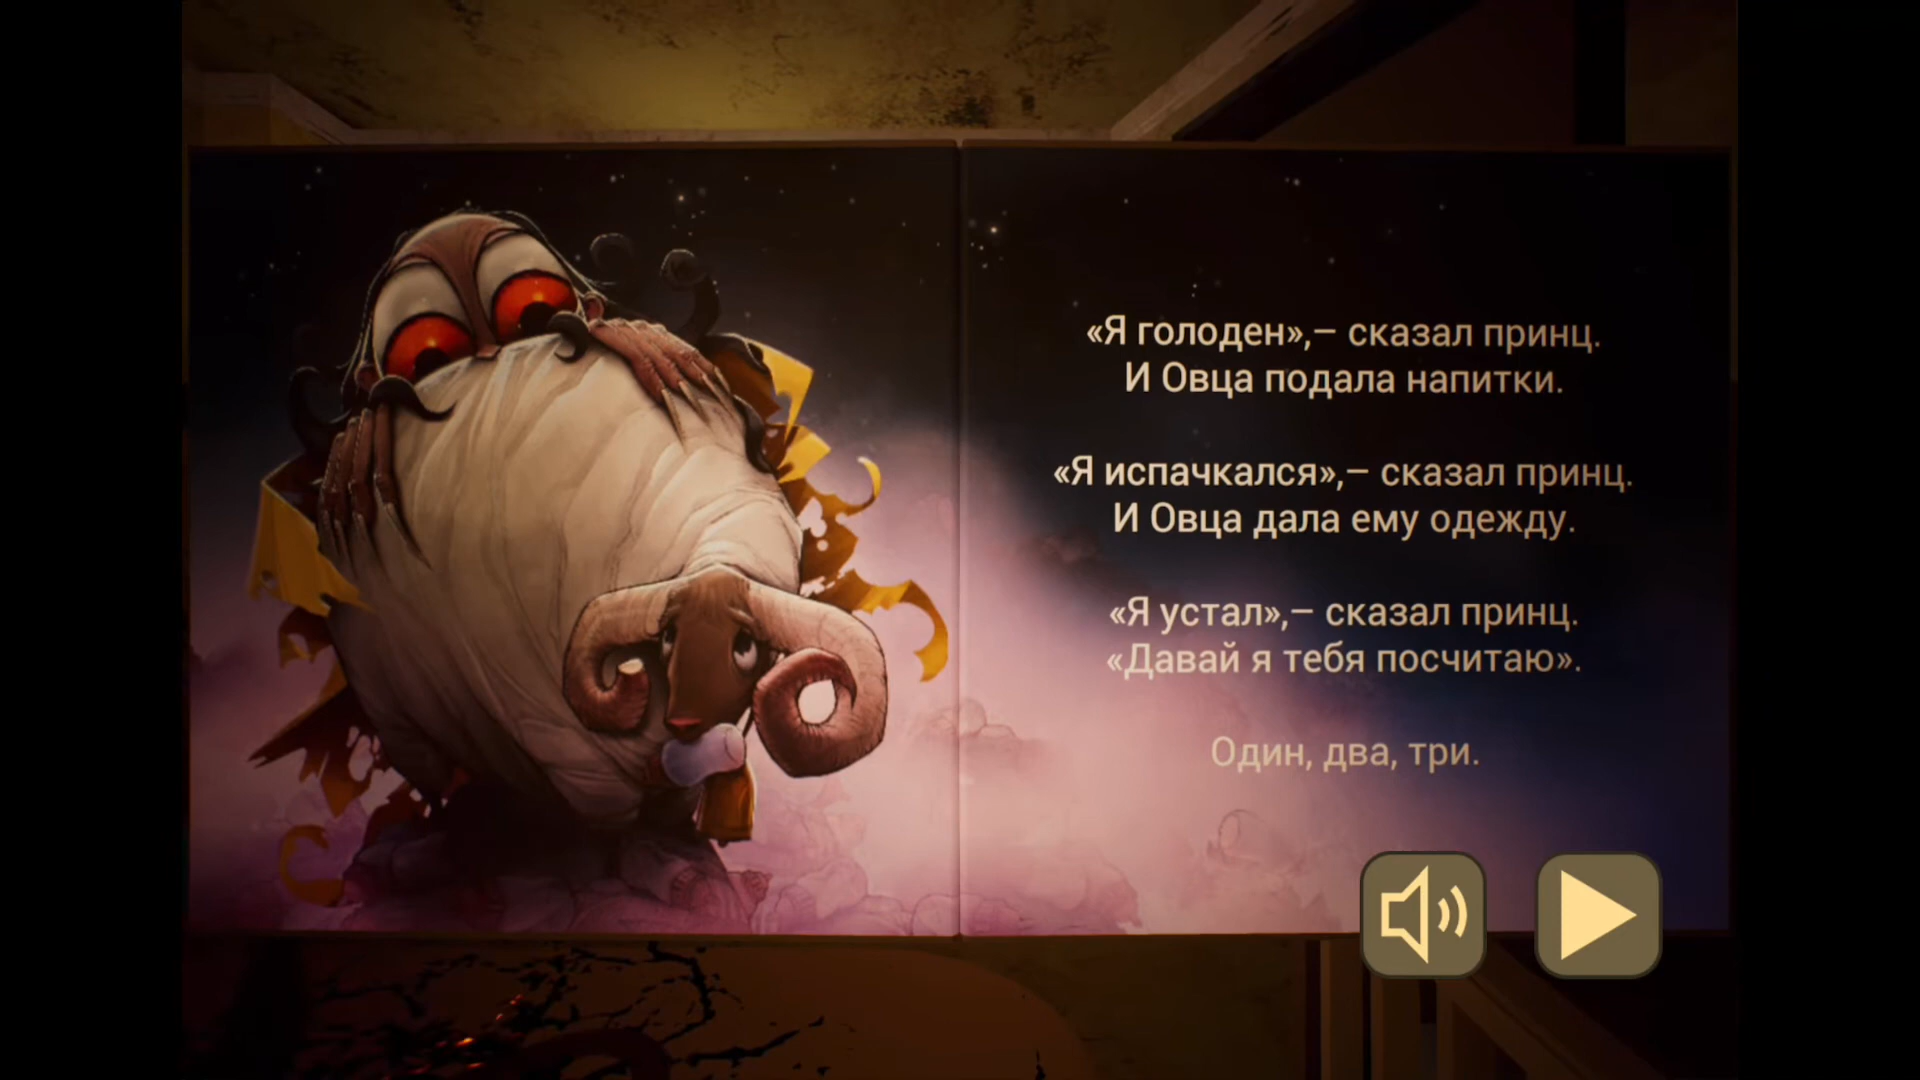 «Я голоден»,– сказал принц.
И Овца подала напитки.
«Я испачкался»,– сказал принц.
И Овца дала ему одежду.
«Я устал»,– сказал принц.
«Давай я тебя посчитаю».
Один, два, три.